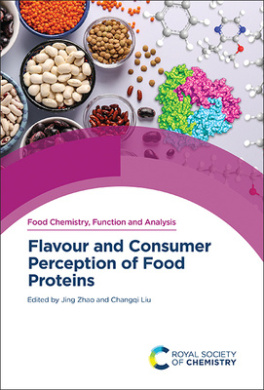 Food Chemistry, Function and Analysis
Flavour and Consumer
Perception of Food
Proteins
Edited by Jing Zhao and Changqi Liu
ROYAL SOCIETY
OF CHEMISTRY